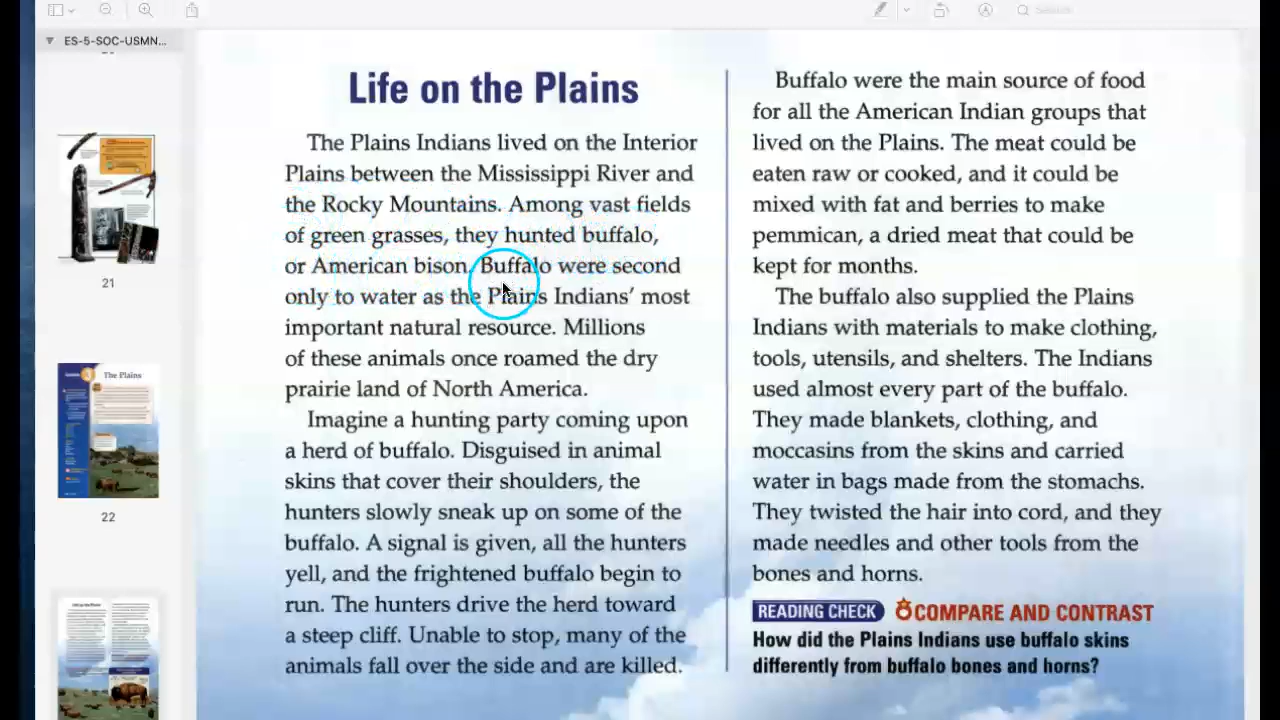 Search
ES-5-SOC-USMN...
21
22
Life on the Plains
The Plains Indians lived on the Interior
Plains between the Mississippi River and
the Rocky Mountains. Among vast fields
of green grasses, they hunted buffalo,
or American bison. Buffalo were second
only to water as the Plains Indians' most
important natural resource. Millions
of these animals once roamed the dry
prairie land of North America.
Imagine a hunting party coming upon
a herd of buffalo. Disguised in animal
skins that cover their shoulders, the
hunters slowly sneak up on some of the
buffalo. A signal is given, all the hunters
yell, and the frightened buffalo begin to
run. The hunters drive the herd toward
a steep cliff. Unable to stop, many of the
animals fall over the side and are killed.
Buffalo were the main source of food
for all the American Indian groups that
lived on the Plains. The meat could be
eaten raw or cooked, and it could be
mixed with fat and berries to make
pemmican, a dried meat that could be
kept for months.
The buffalo also supplied the Plains
Indians with materials to make clothing,
tools, utensils, and shelters. The Indians
used almost every part of the buffalo.
They made blankets, clothing, and
moccasins from the skins and carried
water in bags made from the stomachs.
They twisted the hair into cord, and they
made needles and other tools from the
bones and horns.
READING CHECK COMPARE AND CONTRAST
How did the Plains Indians use buffalo skins
differently from buffalo bones and horns?
The Plains